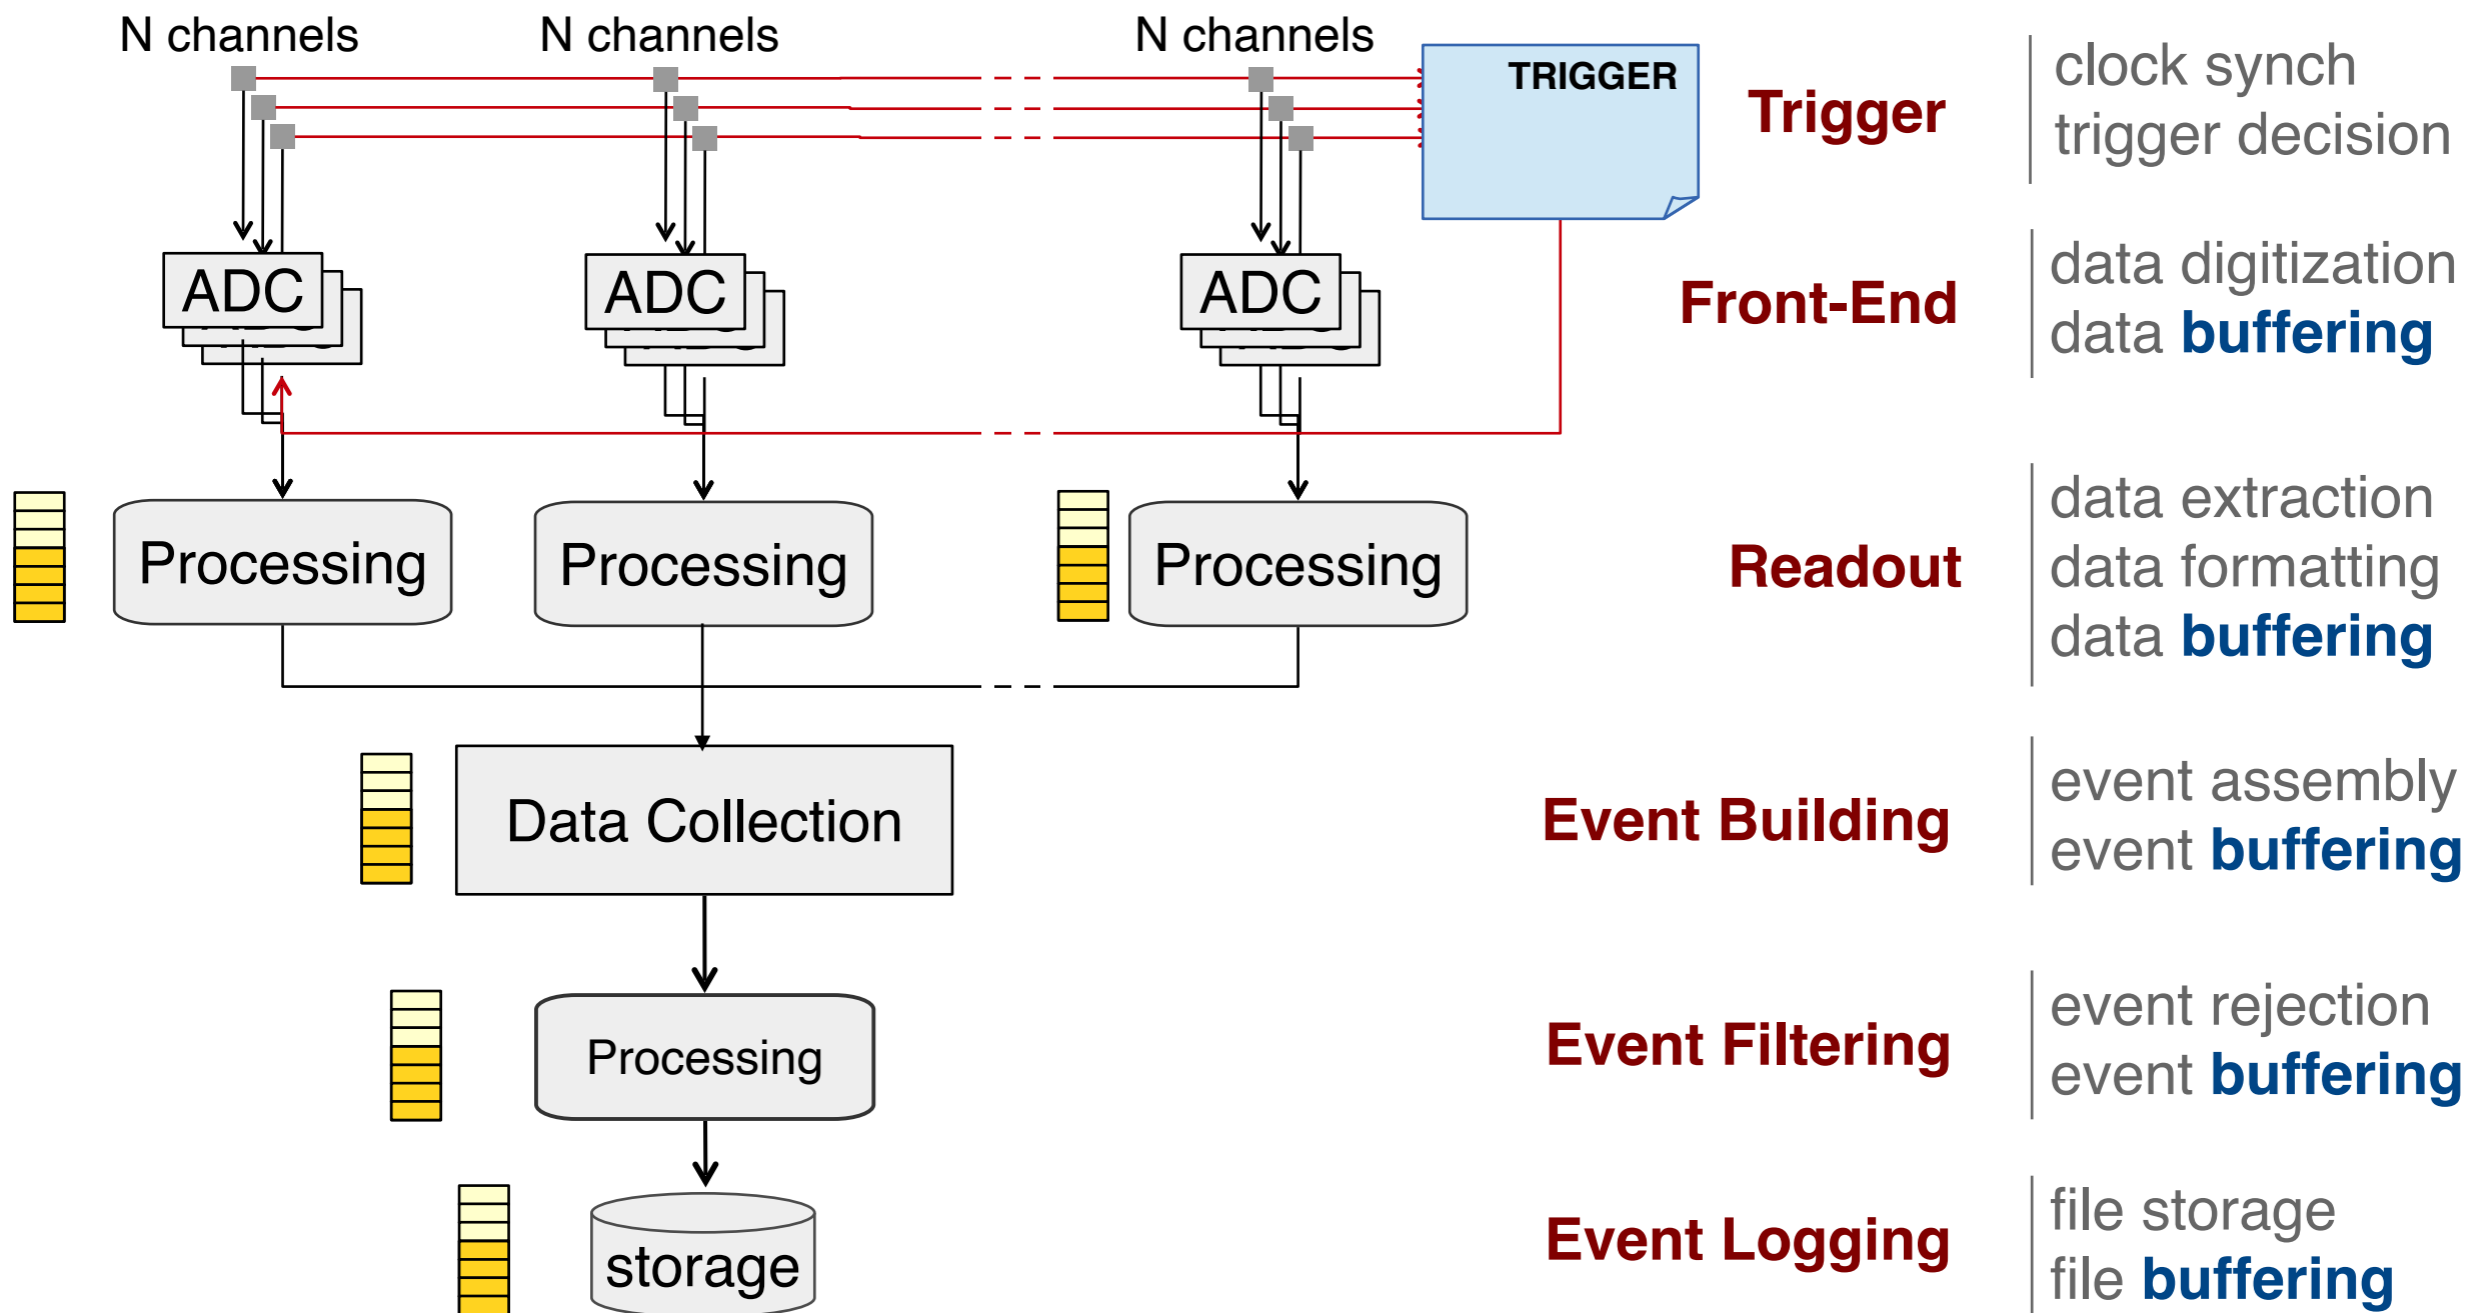 N channels
N channels
N channels
TRIGGER
Trigger
clock synch
trigger decision
ADC
ADC
ADC
Front-End
data digitization
data buffering
Processing
Processing
Processing
Readout
data extraction
data formatting
data buffering
Data Collection
Event Building
event assembly
event buffering
Processing
Event Filtering
event rejection
event buffering
storage
Event Logging
file storage
file buffering